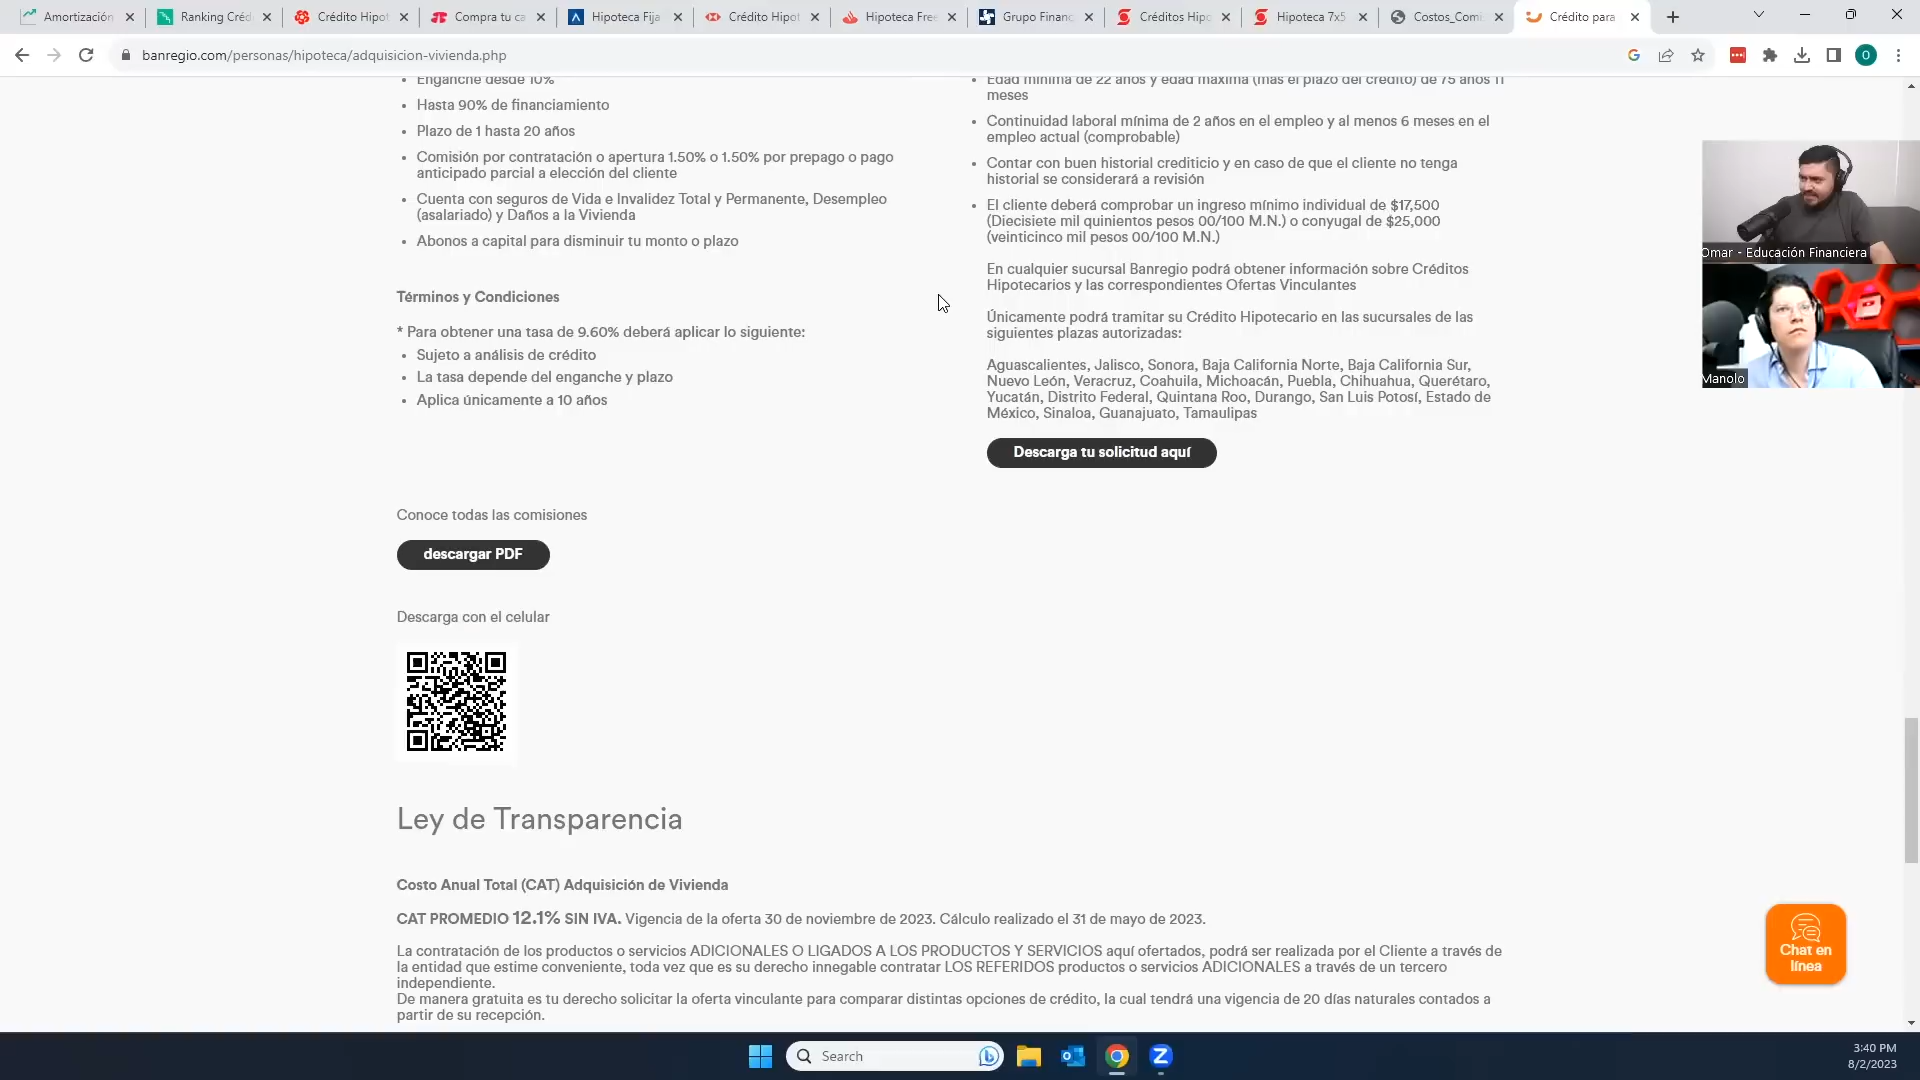 Amortización
Ranking Créd
Crédito Hipot
Compra tu ca
Hipoteca Fija
Crédito Hipot
Hipoteca Free
Grupo Financ
Créditos Hipo
Hipoteca 7x5
Costos_Comi
Crédito para
banregio.com/personas/hipoteca/adquisicion-vivienda.php
O
Enganche desde 10%
Hasta 90% de financiamiento
Plazo de 1 hasta 20 años
Comisión por contratación o apertura 1.50% o 1.50% por prepago o pago
anticipado parcial a elección del cliente
Cuenta con seguros de Vida e Invalidez Total y Permanente, Desempleo
(asalariado) y Daños a la Vivienda
Abonos a capital para disminuir tu monto o plazo
Términos y Condiciones
* Para obtener una tasa de 9.60% deberá aplicar lo siguiente:
Sujeto a análisis de crédito
La tasa depende del enganche y plazo
Aplica únicamente a 10 años
Conoce todas las comisiones
descargar PDF
Descarga con el celular
Edad mínima de 22 años y edad máxima (más el plazo del crédito) de 75 años 11
meses
Continuidad laboral mínima de 2 años en el empleo y al menos 6 meses en el
empleo actual (comprobable)
Contar con buen historial crediticio y en caso de que el cliente no tenga
historial se considerará a revisión
El cliente deberá comprobar un ingreso mínimo individual de $17,500
(Diecisiete mil quinientos pesos 00/100 M.N.) o conyugal de $25,000
(veinticinco mil pesos 00/100 M.N.)
En cualquier sucursal Banregio podrá obtener información sobre Créditos
Hipotecarios y las correspondientes Ofertas Vinculantes
Únicamente podrá tramitar su Crédito Hipotecario en las sucursales de las
siguientes plazas autorizadas:
Aguascalientes, Jalisco, Sonora, Baja California Norte, Baja California Sur,
Nuevo León, Veracruz, Coahuila, Michoacán, Puebla, Chihuahua, Querétaro,
Yucatán, Distrito Federal, Quintana Roo, Durango, San Luis Potosí, Estado de
México, Sinaloa, Guanajuato, Tamaulipas
Descarga tu solicitud aquí
Omar - Educación Financiera
Manolo
Ley de Transparencia
Costo Anual Total (CAT) Adquisición de Vivienda
CAT PROMEDIO 12.1% SIN IVA. Vigencia de la oferta 30 de noviembre de 2023. Cálculo realizado el 31 de mayo de 2023.
La contratación de los productos o servicios ADICIONALES O LIGADOS A LOS PRODUCTOS Y SERVICIOS aquí ofertados, podrá ser realizada por el Cliente a través de
la entidad que estime conveniente, toda vez que es su derecho innegable contratar LOS REFERIDOS productos o servicios ADICIONALES a través de un tercero
independiente.
De manera gratuita es tu derecho solicitar la oferta vinculante para comparar distintas opciones de crédito, la cual tendrá una vigencia de 20 días naturales contados a
partir de su recepción.
Chat en
línea
Search
3:40 PM
8/2/2023